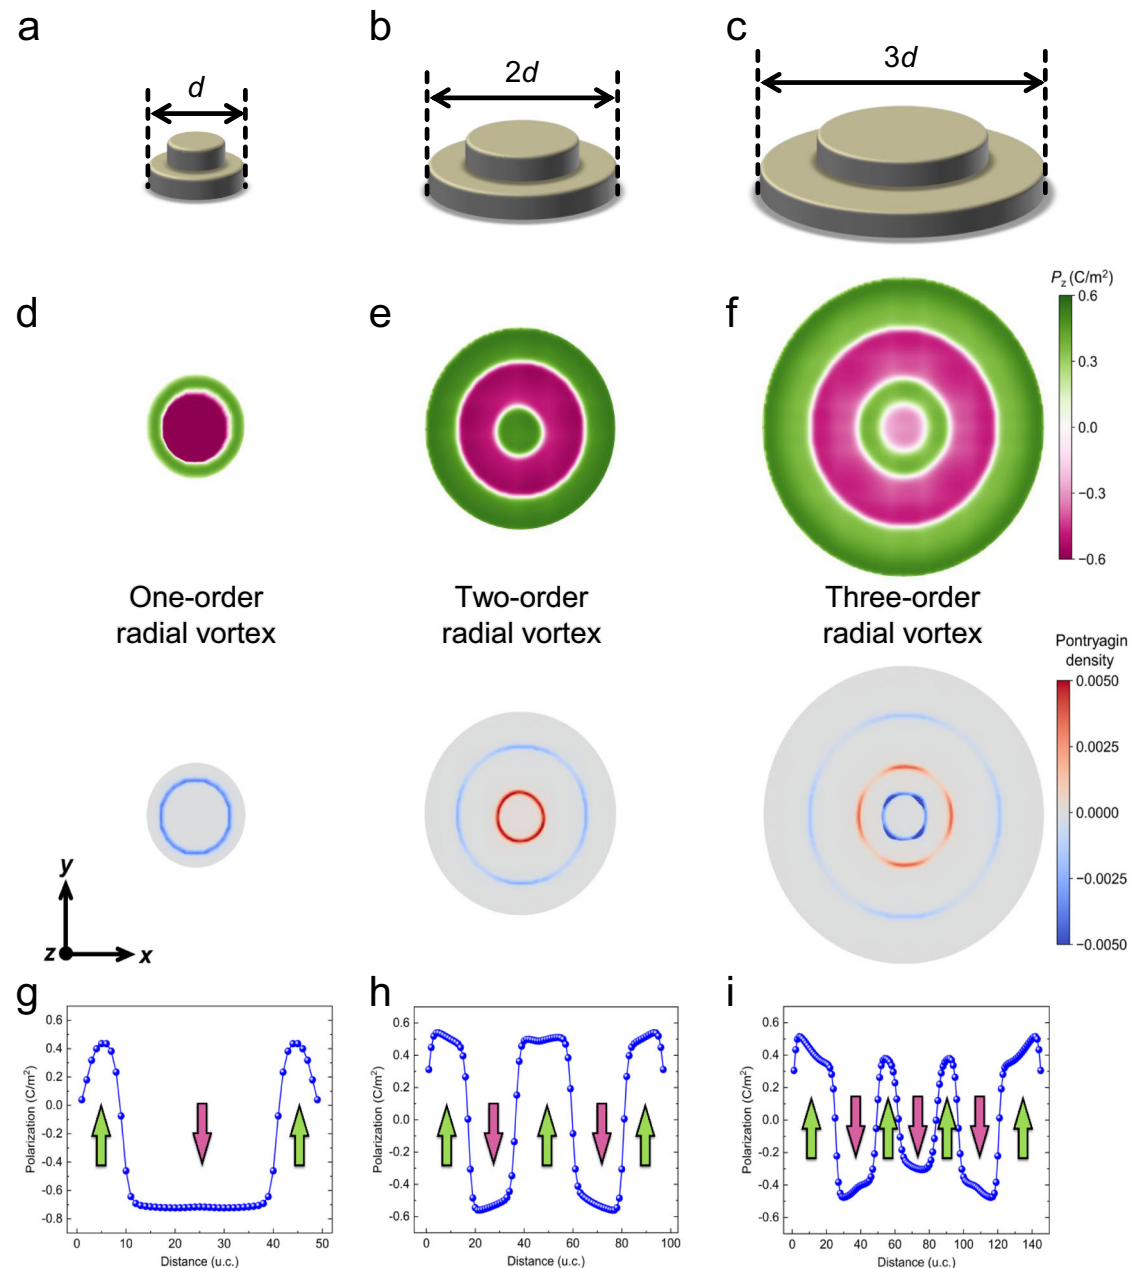 a
b
c
d
2d
3d
d
e
f
Pz (C/m²)
0.6
0.3
0.0
−0.3
−0.6
One-order
radial vortex
Two-order
radial vortex
Three-order
radial vortex
Pontryagin
density
0.0050
0.0025
0.0000
−0.0025
−0.0050
y
z
x
g
h
i
Polarization (C/m²)
0.6
0.4
0.2
0.0
-0.2
-0.4
-0.6
-0.8
0 10 20 30 40 50
Distance (u.c.)
Polarization (C/m²)
0.6
0.4
0.2
0.0
-0.2
-0.4
-0.6
0 20 40 60 80 100
Distance (u.c.)
Polarization (C/m²)
0.6
0.4
0.2
0.0
-0.2
-0.4
-0.6
0 20 40 60 80 100 120 140
Distance (u.c.)